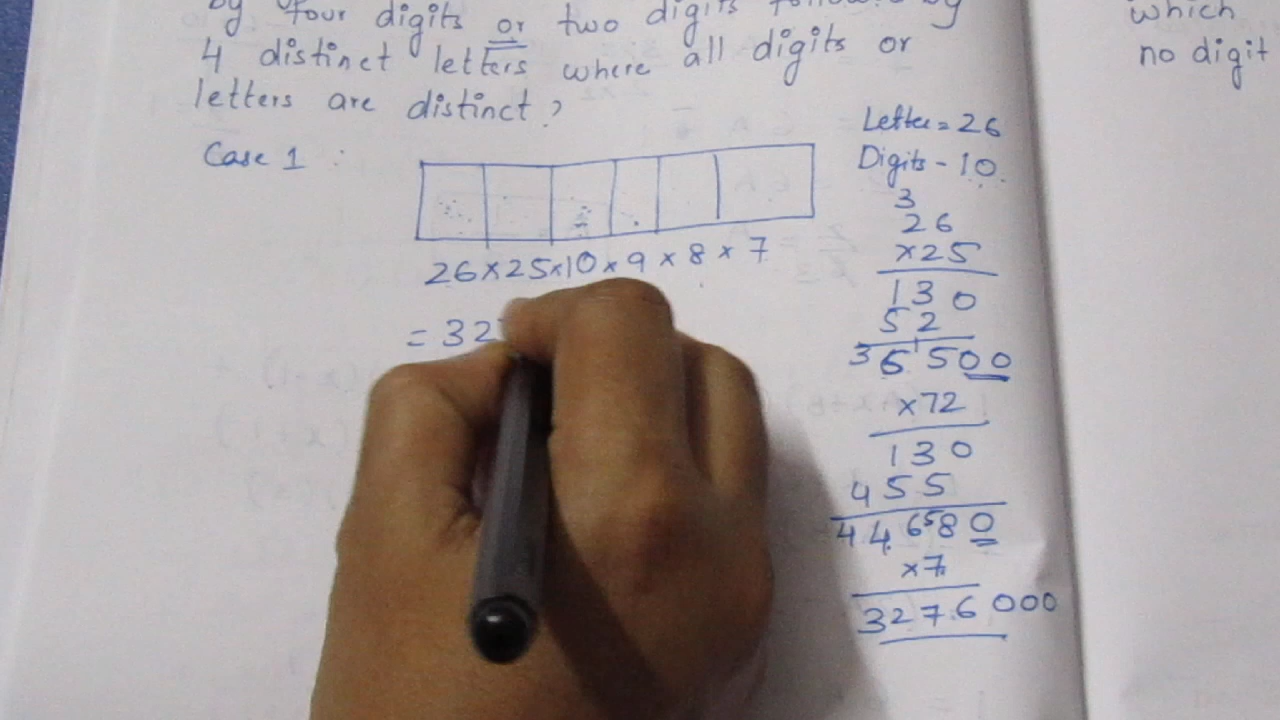 by four digits or two digits by
4 distinct letters where all digits or
letters are distinct?
Case 1 :
26×25×10×9×8×7
= 32
Letter = 26
Digits - 10.
3
26
×25
130
52
6500
×72
130
455
×7
3276000
which
no digit